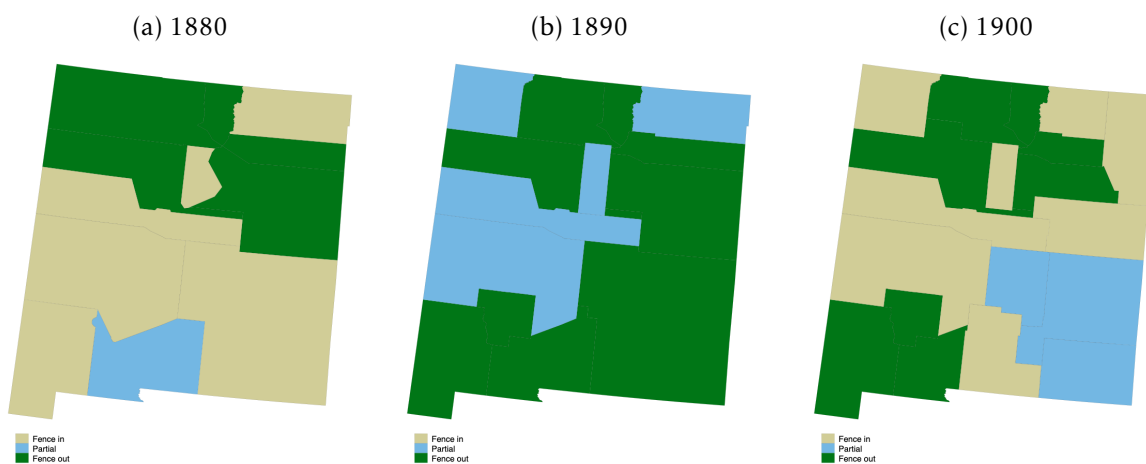 (a) 1880
(b) 1890
(c) 1900
Fence in
Partial
Fence out
Fence in
Partial
Fence out
Fence in
Partial
Fence out